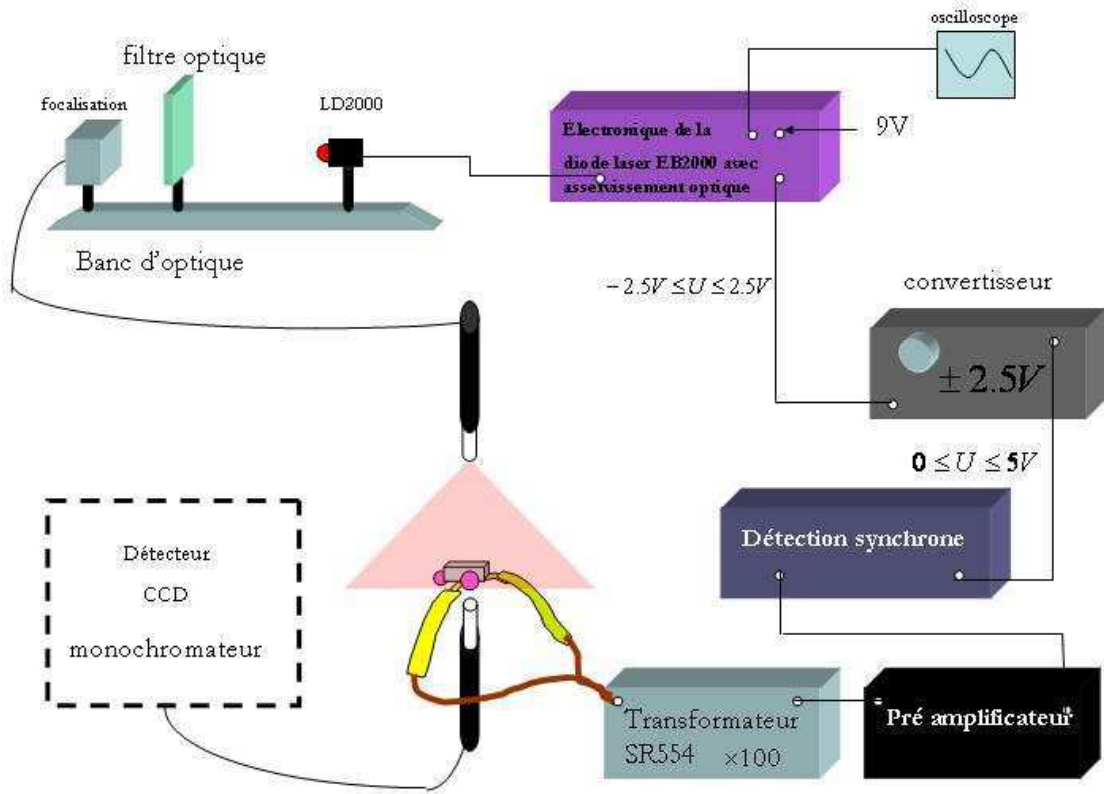 oscilloscope
filtre optique
focalisation
LD2000
Electronique de la
diode laser EB2000 avec
asservissement optique
9V
Banc d'optique
− 2.5V ≤ U ≤ 2.5V
convertisseur
± 2.5V
0 ≤ U ≤ 5V
Détection synchrone
Détecteur
CCD
monochromateur
Transformateur
SR554 ×100
Pré amplificateur